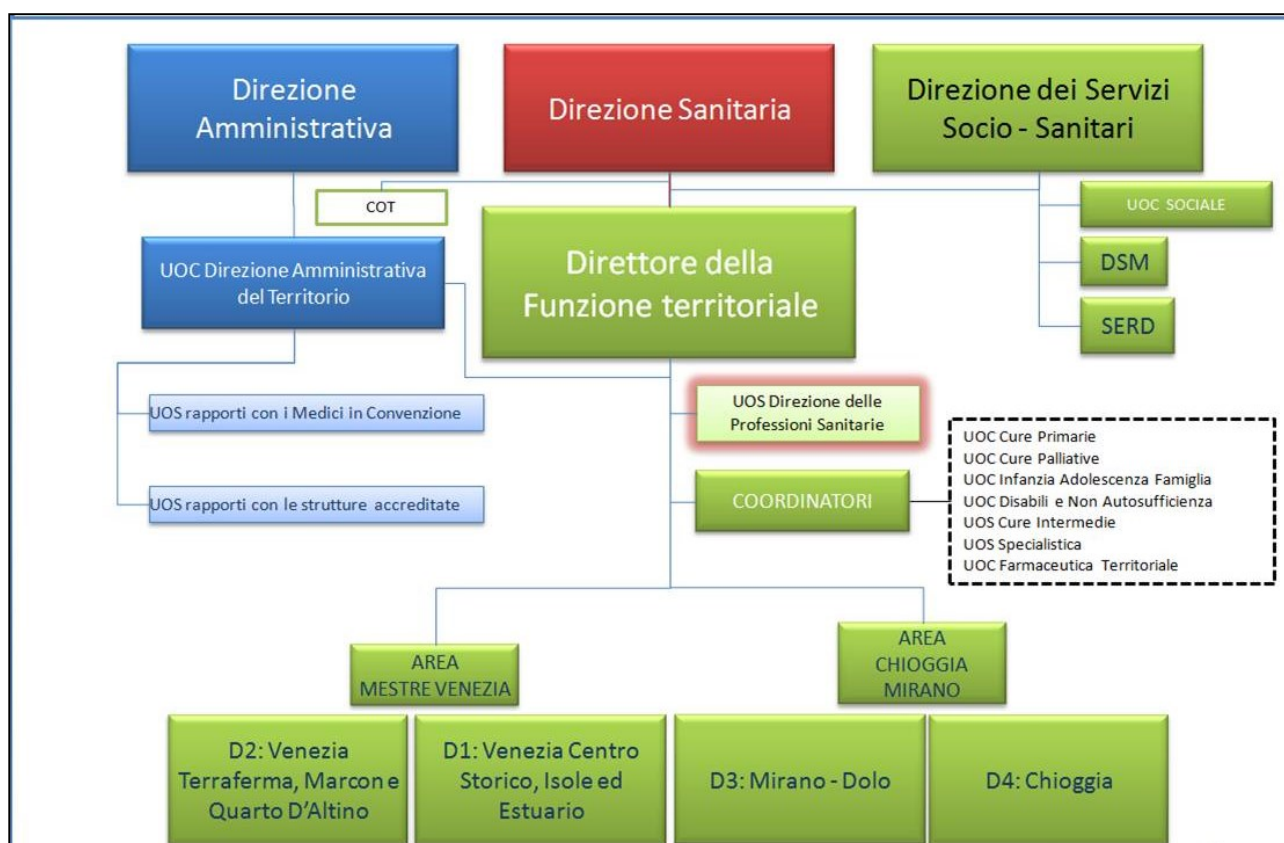 Direzione
Amministrativa
Direzione Sanitaria
Direzione dei Servizi
Socio - Sanitari
COT
UOC SOCIALE
UOC Direzione Amministrativa
del Territorio
Direttore della
Funzione territoriale
DSM
SERD
UOS rapporti con i Medici in Convenzione
UOS rapporti con le strutture accreditate
UOS Direzione delle
Professioni Sanitarie
COORDINATORI
UOC Cure Primarie
UOC Cure Palliative
UOC Infanzia Adolescenza Famiglia
UOC Disabili e Non Autosufficienza
UOS Cure Intermedie
UOS Specialistica
UOC Farmaceutica Territoriale
AREA
MESTRE VENEZIA
AREA
CHIOGGIA
MIRANO
D2: Venezia
Terraferma, Marcon e
Quarto D'Altino
D1: Venezia Centro
Storico, Isole ed
Estuario
D3: Mirano - Dolo
D4: Chioggia